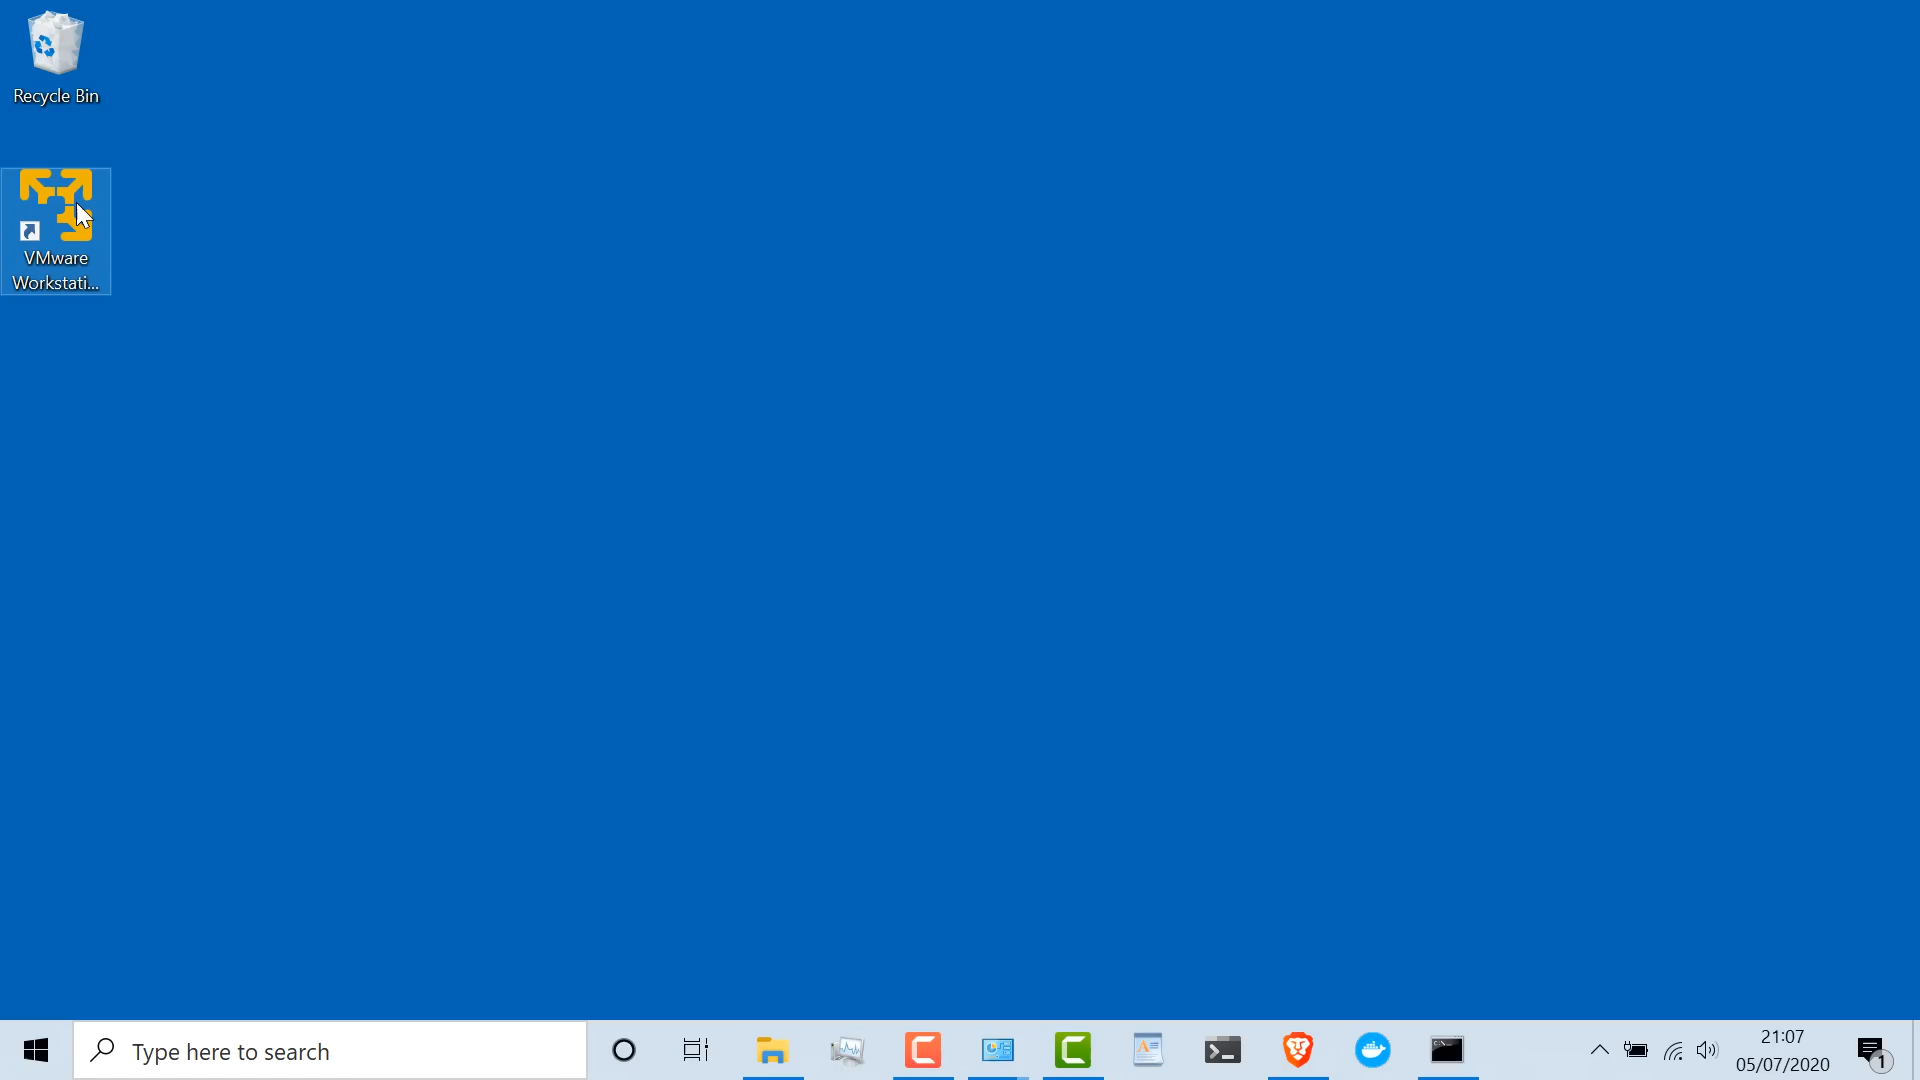 Recycle Bin
VMware
Workstati...
Type here to search
21:07
05/07/2020
1